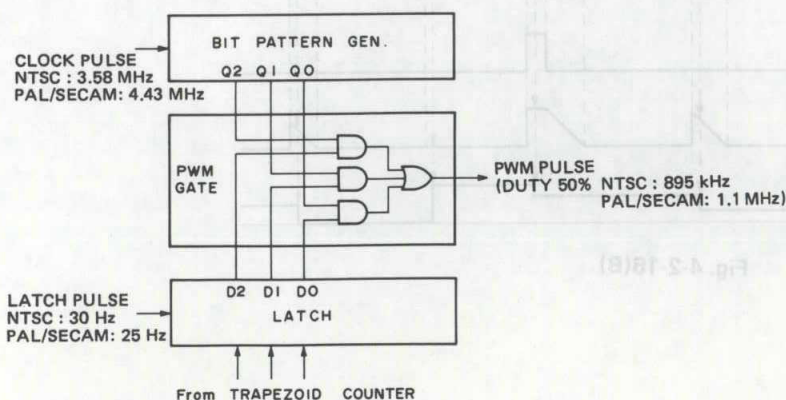 BIT PATTERN GEN.
Q2 Q1 Q0
CLOCK PULSE
NTSC : 3.58 MHz
PAL/SECAM: 4.43 MHz
PWM
GATE
PWM PULSE
(DUTY 50% NTSC : 895 kHz
PAL/SECAM: 1.1 MHz)
Fig. 4-2-18(B)
D2 D1 D0
LATCH
LATCH PULSE
NTSC : 30 Hz
PAL/SECAM: 25 Hz
From TRAPEZOID COUNTER